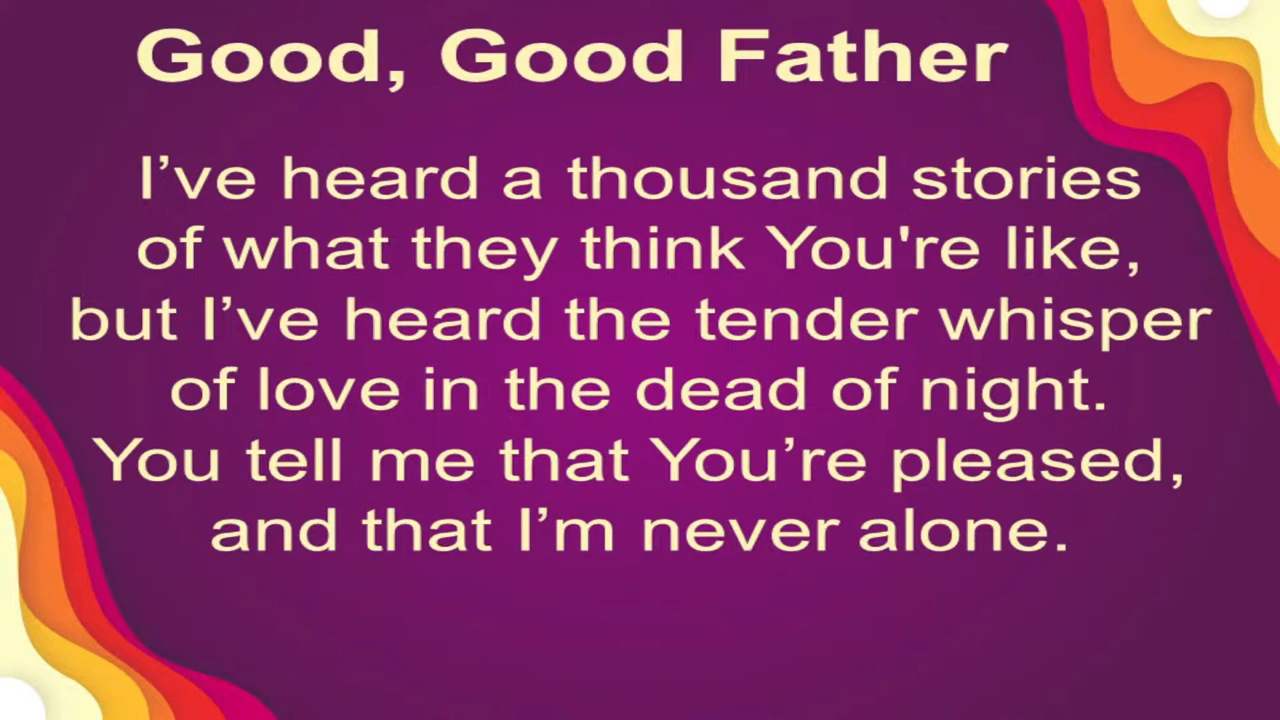 Good, Good Father
I’ve heard a thousand stories
of what they think You're like,
but I’ve heard the tender whisper
of love in the dead of night.
You tell me that You’re pleased,
and that I’m never alone.